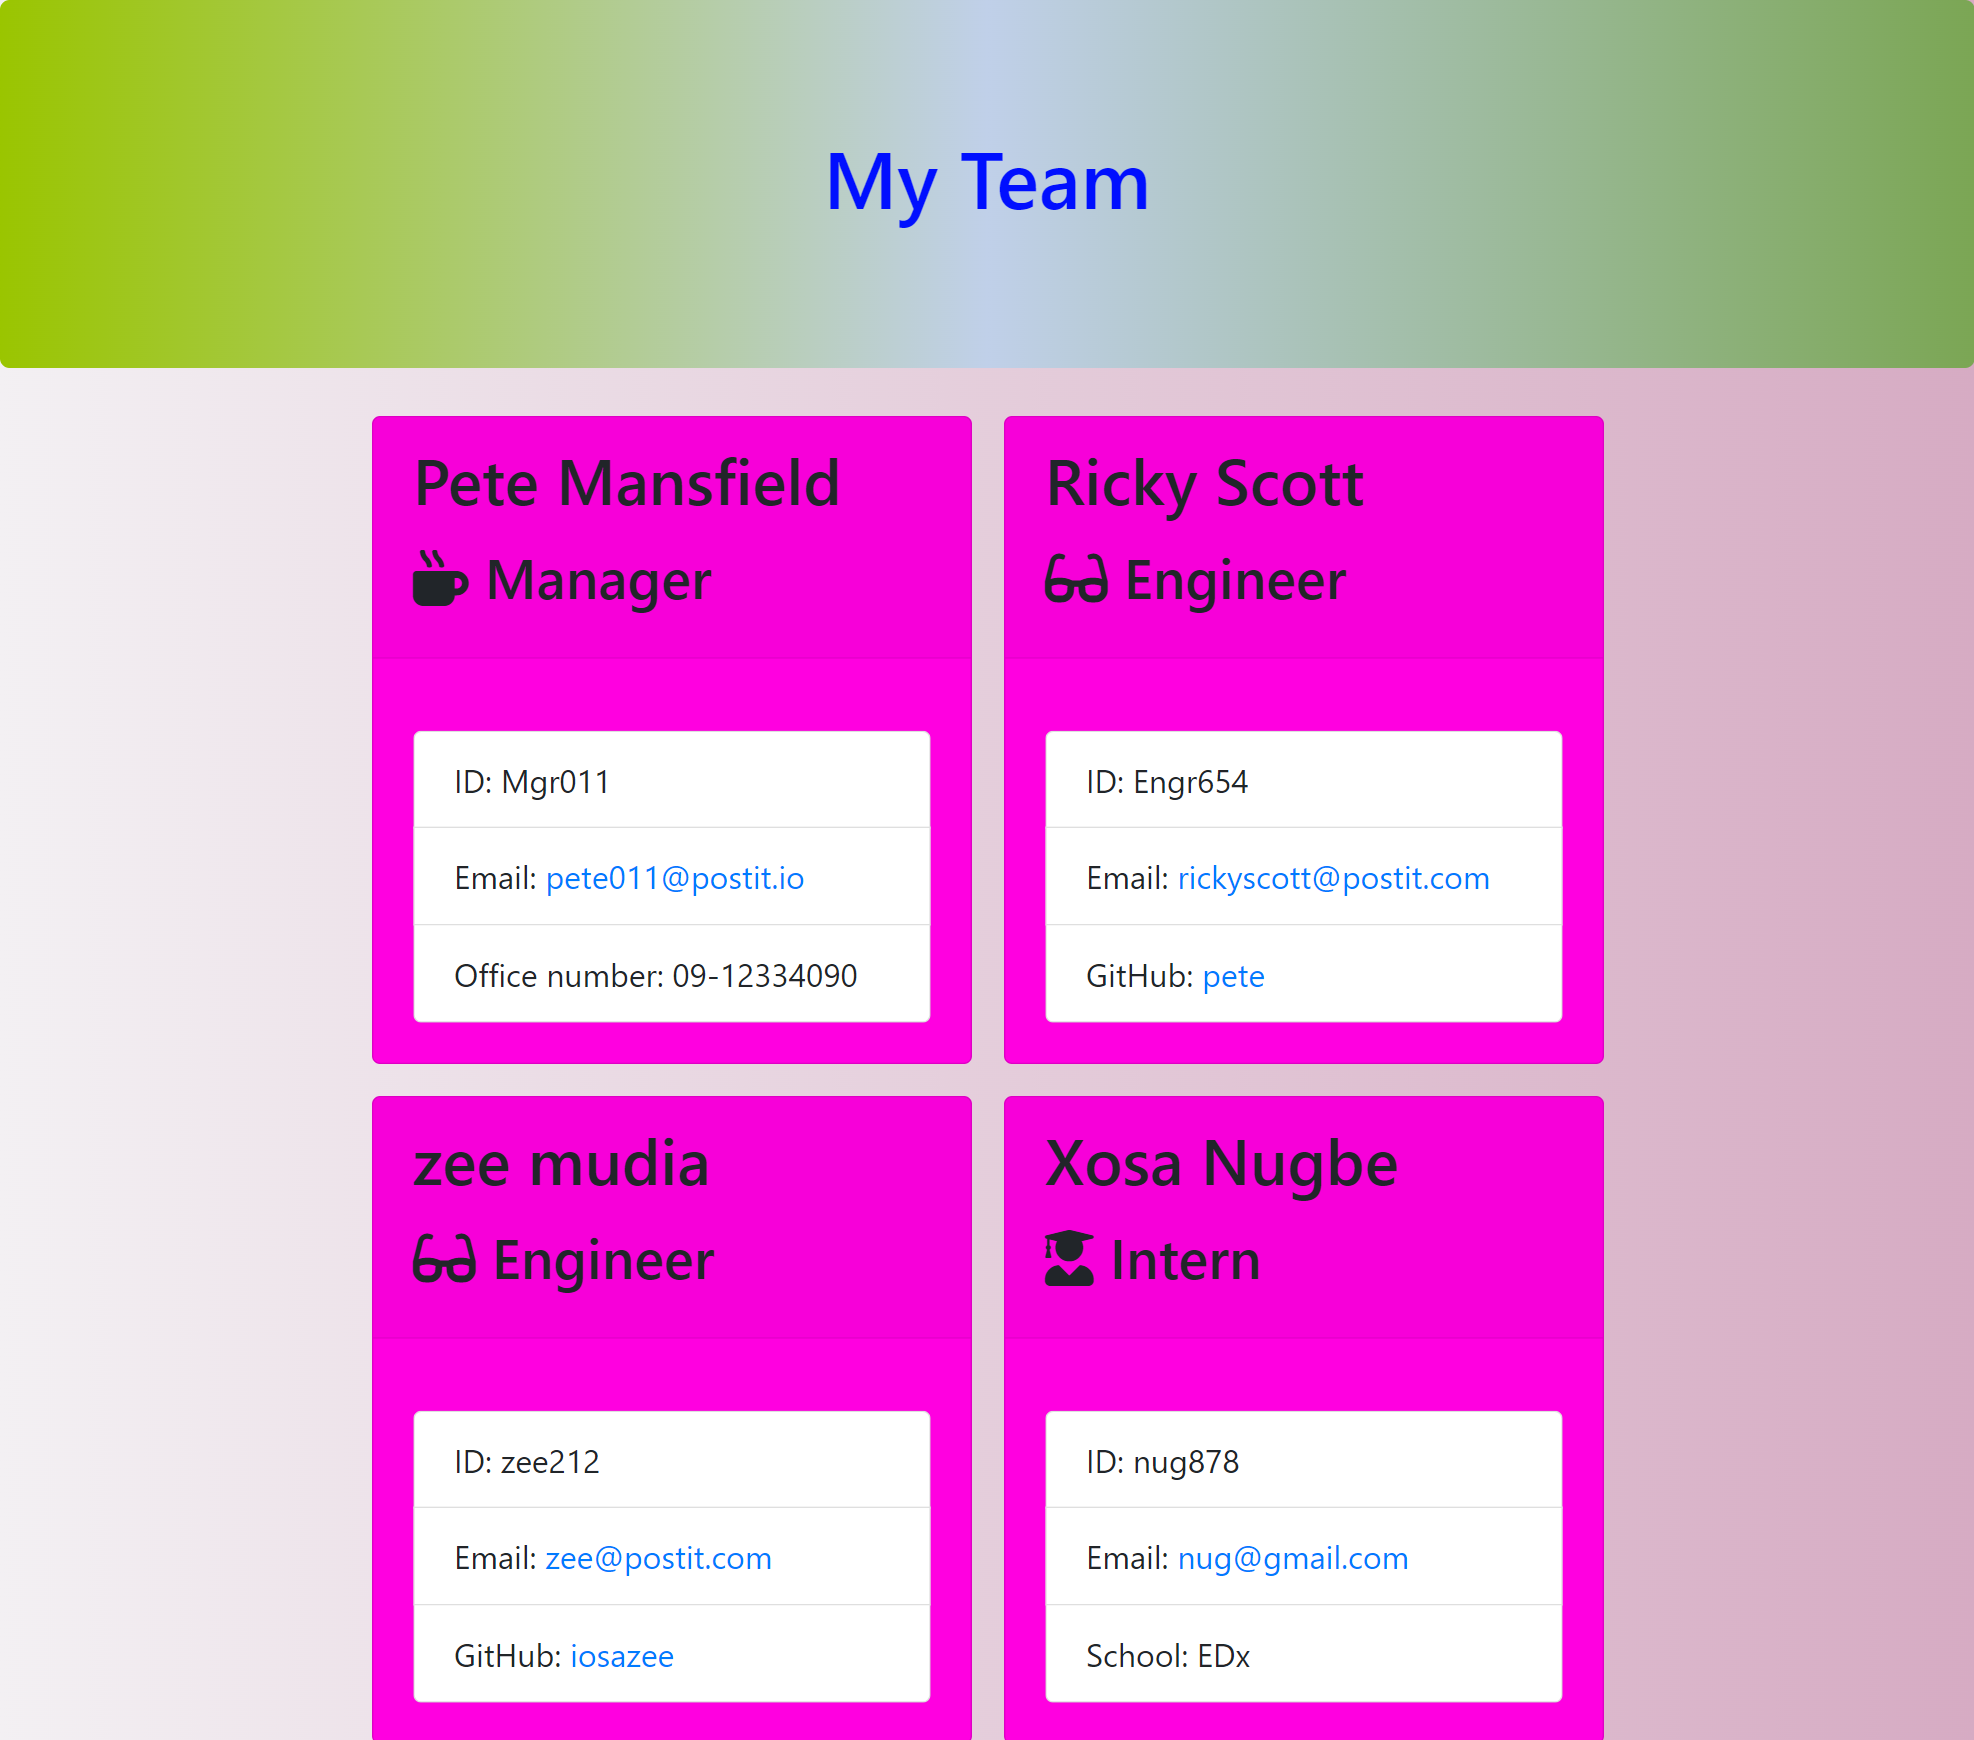 My Team
Pete Mansfield
Manager
ID: Mgr011
Email: pete011@postit.io
Office number: 09-12334090
Ricky Scott
Engineer
ID: Engr654
Email: rickyscott@postit.com
GitHub: pete
zee mudia
Engineer
ID: zee212
Email: zee@postit.com
GitHub: iosazee
Xosa Nugbe
Intern
ID: nug878
Email: nug@gmail.com
School: EDx